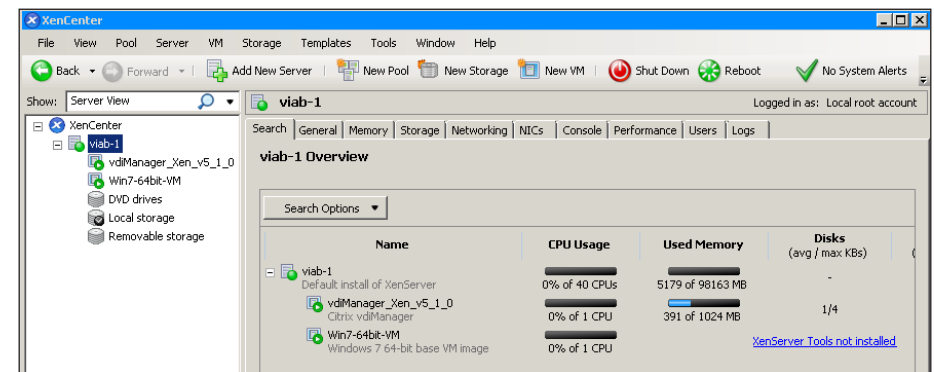 XenCenter
File View Pool Server VM Storage Templates Tools Window Help
Back Forward Add New Server New Pool New Storage New VM Shut Down Reboot No System Alerts
Show: Server View viab-1 Logged in as: Local root account
XenCenter
viab-1
vdiManager_Xen_v5_1_0
Win7-64bit-VM
DVD drives
Local storage
Removable storage
Search General Memory Storage Networking NICs Console Performance Users Logs
viab-1 Overview
Search Options
Name CPU Usage Used Memory Disks
(avg / max KBs)
viab-1
Default install of XenServer 0% of 40 CPUs 5179 of 98163 MB -
vdiManager_Xen_v5_1_0
Citrix vdiManager 0% of 1 CPU 391 of 1024 MB 1/4
Win7-64bit-VM
Windows 7 64-bit base VM image 0% of 1 CPU XenServer Tools not installed